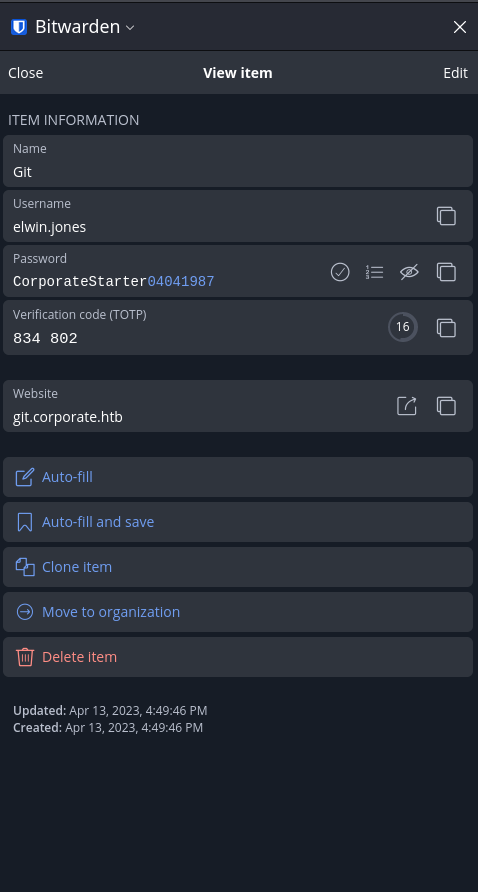 Bitwarden
Close View item Edit
ITEM INFORMATION
Name
Git
Username
elwin.jones
Password
CorporateStarter04041987
Verification code (TOTP)
834 802 16
Website
git.corporate.htb
Auto-fill
Auto-fill and save
Clone item
Move to organization
Delete item
Updated: Apr 13, 2023, 4:49:46 PM
Created: Apr 13, 2023, 4:49:46 PM